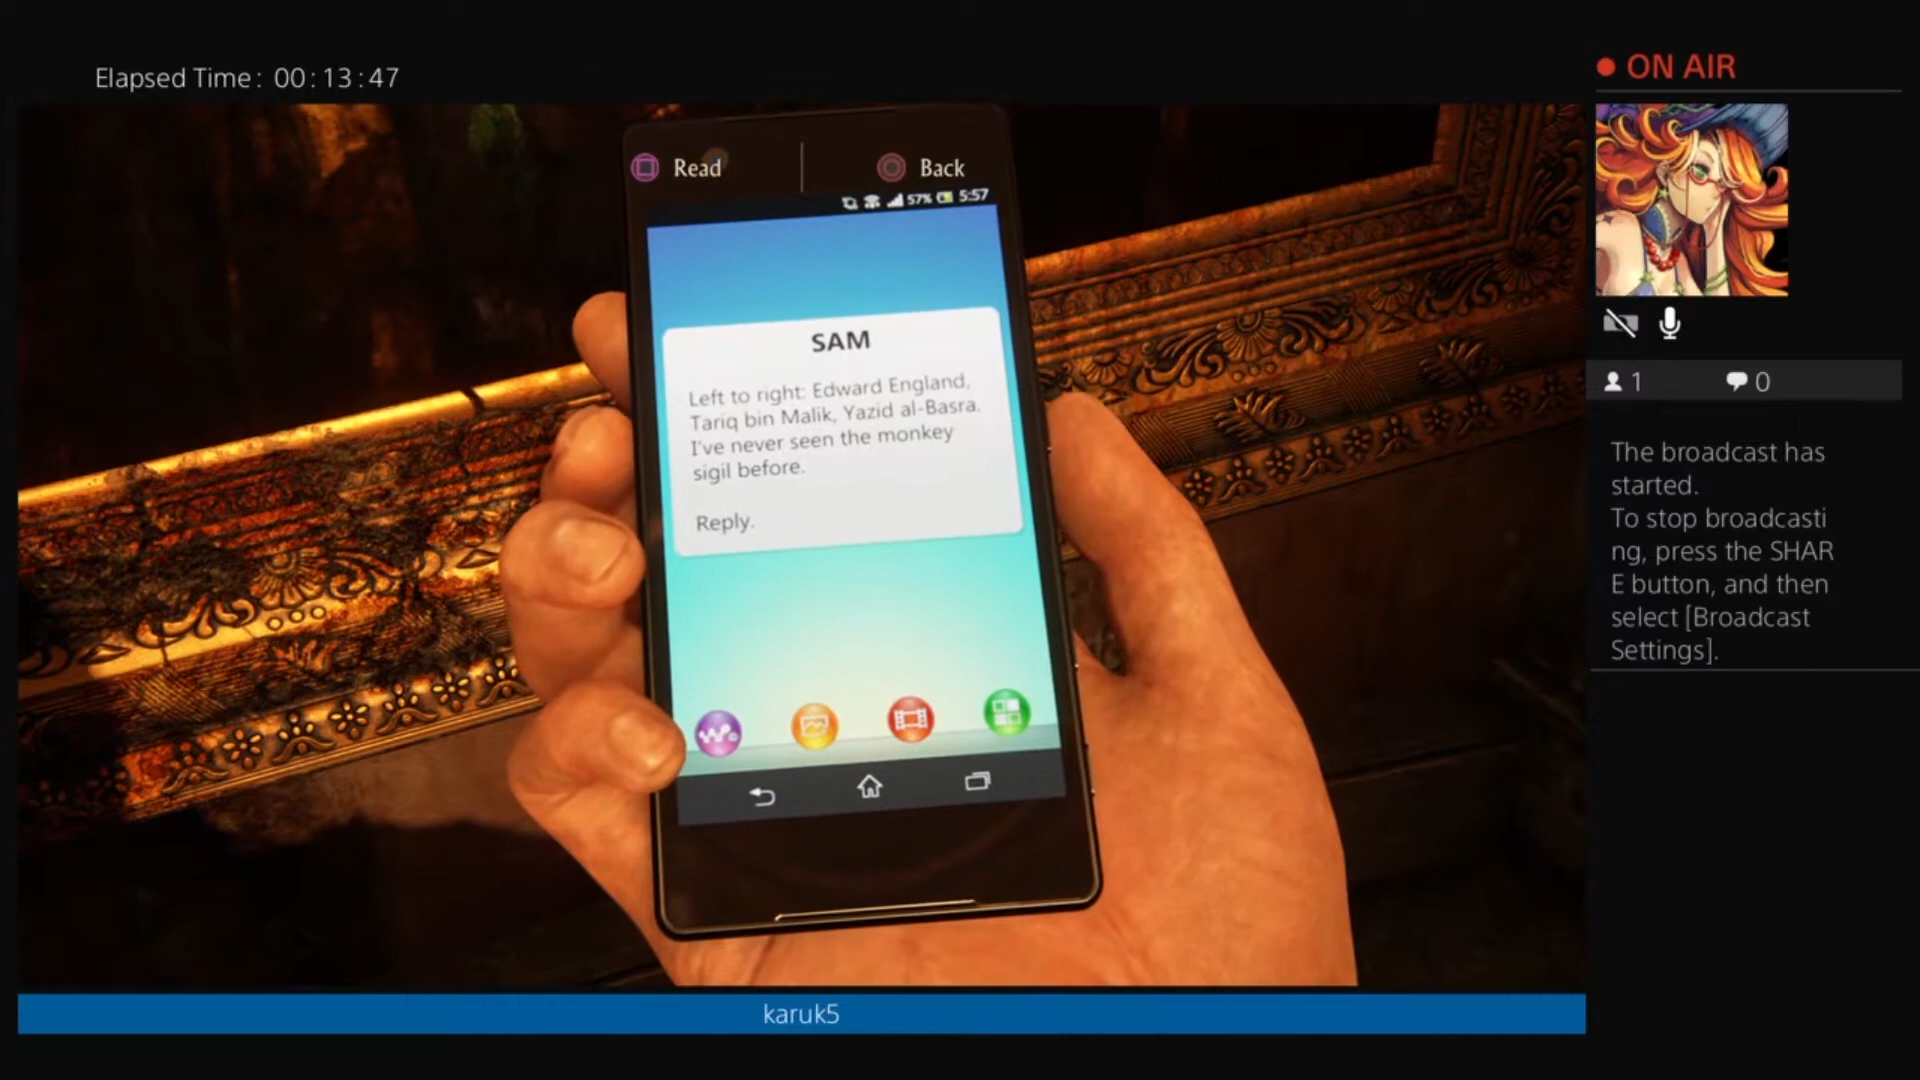 Elapsed Time: 00:13:47
ON AIR
Read
Back
57% 5:57
SAM
Left to right: Edward England,
Tariq bin Malik, Yazid al-Basra.
I've never seen the monkey
sigil before.
Reply.
1
0
The broadcast has
started.
To stop broadcasti
ng, press the SHAR
E button, and then
select [Broadcast
Settings].
karuk5